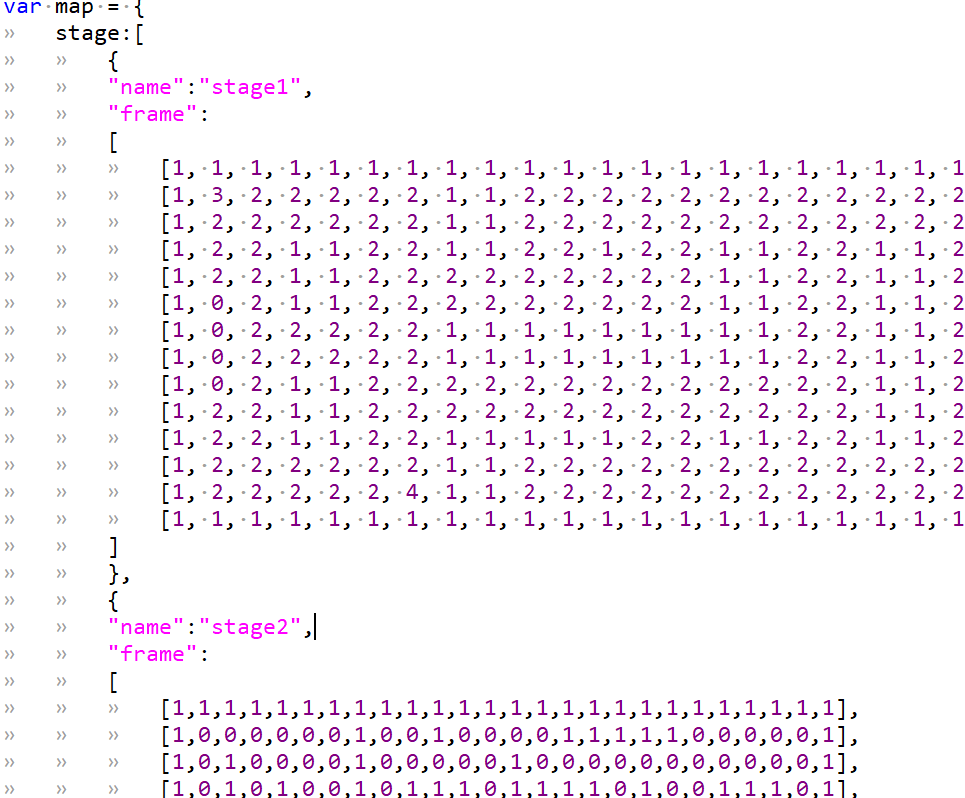 var map = {
stage:[
{
"name":"stage1",
"frame":
[
[1, 1, 1, 1, 1, 1, 1, 1, 1, 1, 1, 1, 1, 1, 1, 1, 1, 1, 1, 1, 1
[1, 3, 2, 2, 2, 2, 2, 1, 1, 2, 2, 2, 2, 2, 2, 2, 2, 2, 2, 2, 2
[1, 2, 2, 2, 2, 2, 2, 1, 1, 2, 2, 2, 2, 2, 2, 2, 2, 2, 2, 2, 2
[1, 2, 2, 1, 1, 2, 2, 1, 1, 2, 2, 1, 2, 2, 1, 1, 2, 2, 1, 1, 2
[1, 2, 2, 1, 1, 2, 2, 2, 2, 2, 2, 2, 2, 2, 1, 1, 2, 2, 1, 1, 2
[1, 0, 2, 1, 1, 2, 2, 2, 2, 2, 2, 2, 2, 2, 1, 1, 2, 2, 1, 1, 2
[1, 0, 2, 2, 2, 2, 2, 1, 1, 1, 1, 1, 1, 1, 1, 1, 2, 2, 1, 1, 2
[1, 0, 2, 2, 2, 2, 2, 1, 1, 1, 1, 1, 1, 1, 1, 1, 2, 2, 1, 1, 2
[1, 0, 2, 1, 1, 2, 2, 2, 2, 2, 2, 2, 2, 2, 2, 2, 2, 2, 1, 1, 2
[1, 2, 2, 1, 1, 2, 2, 2, 2, 2, 2, 2, 2, 2, 2, 2, 2, 2, 1, 1, 2
[1, 2, 2, 1, 1, 2, 2, 1, 1, 1, 1, 1, 2, 2, 1, 1, 2, 2, 1, 1, 2
[1, 2, 2, 2, 2, 2, 2, 1, 1, 2, 2, 2, 2, 2, 2, 2, 2, 2, 2, 2, 2
[1, 2, 2, 2, 2, 2, 4, 1, 1, 2, 2, 2, 2, 2, 2, 2, 2, 2, 2, 2, 2
[1, 1, 1, 1, 1, 1, 1, 1, 1, 1, 1, 1, 1, 1, 1, 1, 1, 1, 1, 1, 1
]
},
{
"name":"stage2",
"frame":
[
[1,1,1,1,1,1,1,1,1,1,1,1,1,1,1,1,1,1,1,1,1,1,1,1,1,1],
[1,0,0,0,0,0,0,1,0,0,1,0,0,0,0,1,1,1,1,1,0,0,0,0,0,1],
[1,0,1,0,0,0,0,1,0,0,0,0,0,1,0,0,0,0,0,0,0,0,0,0,0,1],
[1,0,1,0,1,0,0,1,0,1,1,1,0,1,1,1,1,0,1,0,0,1,1,1,0,1],